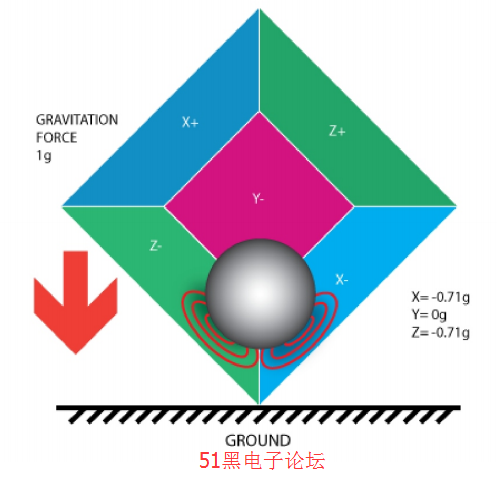 GRAVITATION
FORCE
1g
X+
Z+
Y-
Z-
X-
X= -0.71g
Y= 0g
Z= -0.71g
GROUND
51黑电子论坛